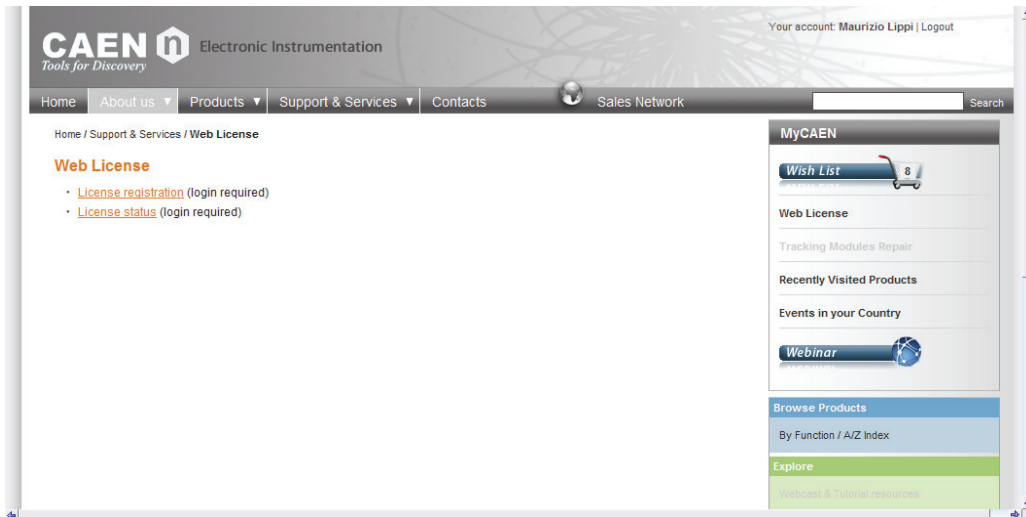 Your account: Maurizio Lippi | Logout
CAEN n Electronic Instrumentation
Tools for Discovery
Home About us ▼ Products ▼ Support & Services ▼ Contacts Sales Network Search
Home / Support & Services / Web License
Web License
• License registration (login required)
• License status (login required)
MyCAEN
Wish List 8
Web License
Tracking Modules Repair
Recently Visited Products
Events in your Country
Webinar
Browse Products
By Function / A/Z Index
Explore
Webcast & Tutorial resources